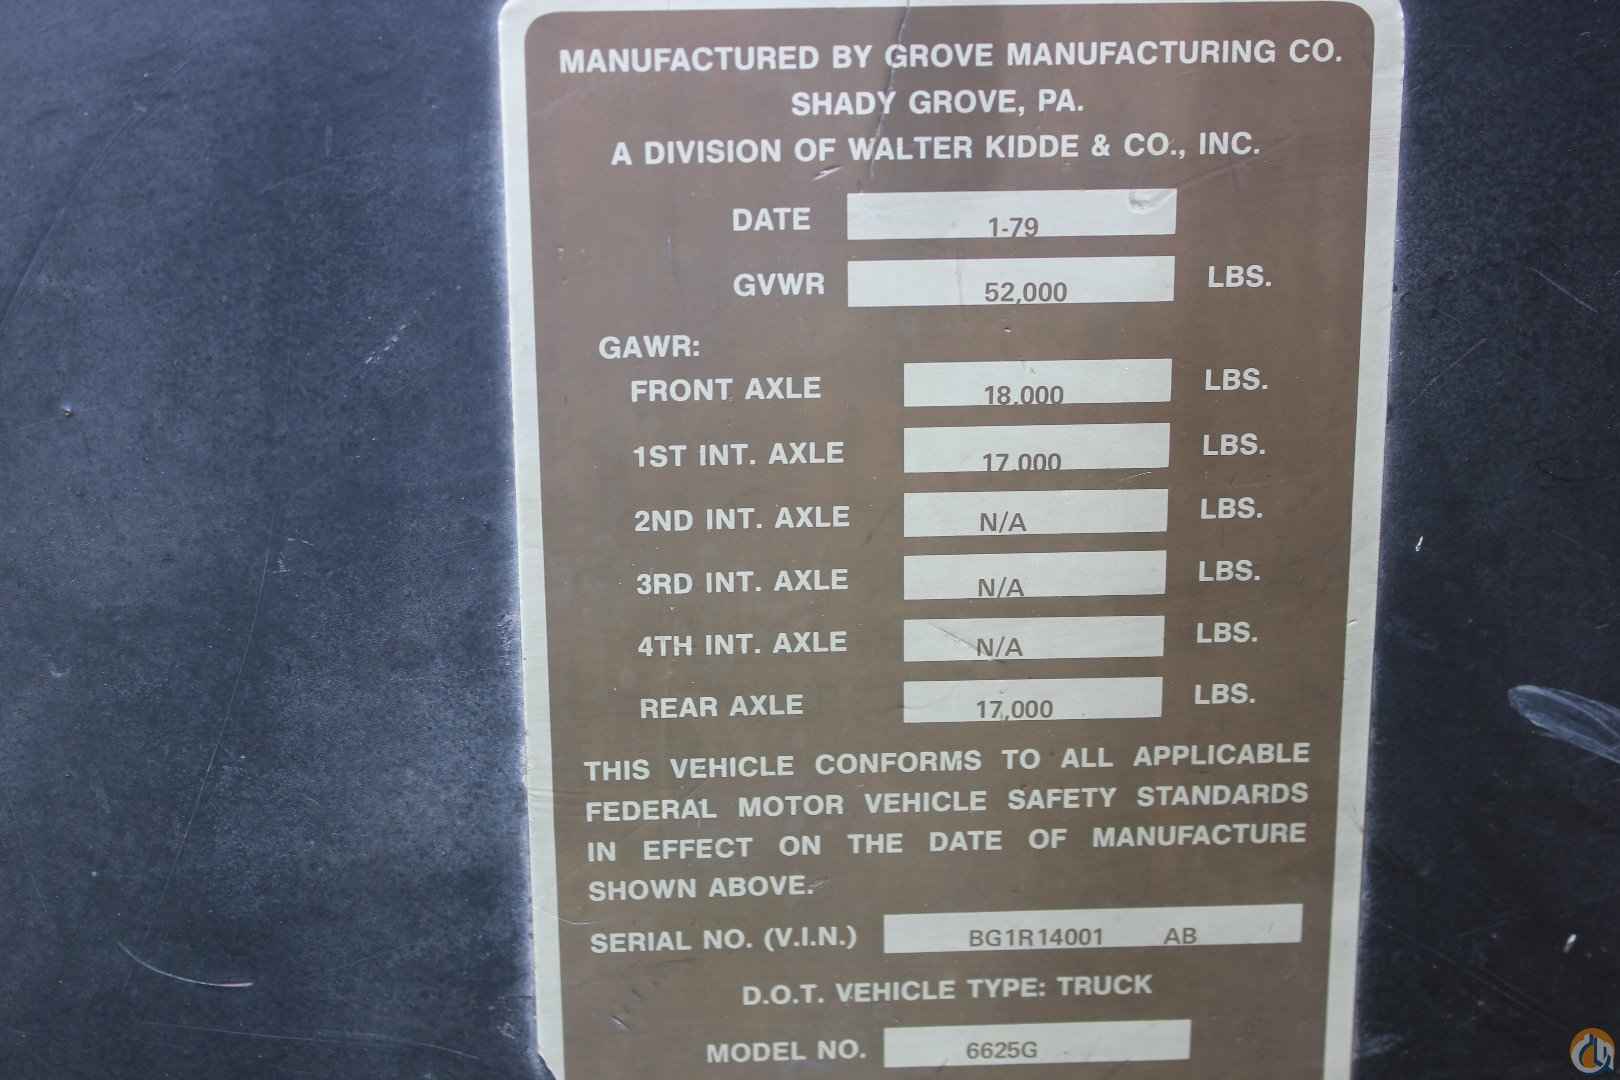 MANUFACTURED BY GROVE MANUFACTURING CO.
SHADY GROVE, PA.
A DIVISION OF WALTER KIDDE & CO., INC.
DATE 1-79
GVWR 52,000 LBS.
GAWR:
FRONT AXLE 18,000 LBS.
1ST INT. AXLE 17,000 LBS.
2ND INT. AXLE N/A LBS.
3RD INT. AXLE N/A LBS.
4TH INT. AXLE N/A LBS.
REAR AXLE 17,000 LBS.
THIS VEHICLE CONFORMS TO ALL APPLICABLE
FEDERAL MOTOR VEHICLE SAFETY STANDARDS
IN EFFECT ON THE DATE OF MANUFACTURE
SHOWN ABOVE.
SERIAL NO. (V.I.N.) BG1R14001 AB
D.O.T. VEHICLE TYPE: TRUCK
MODEL NO. 6625G